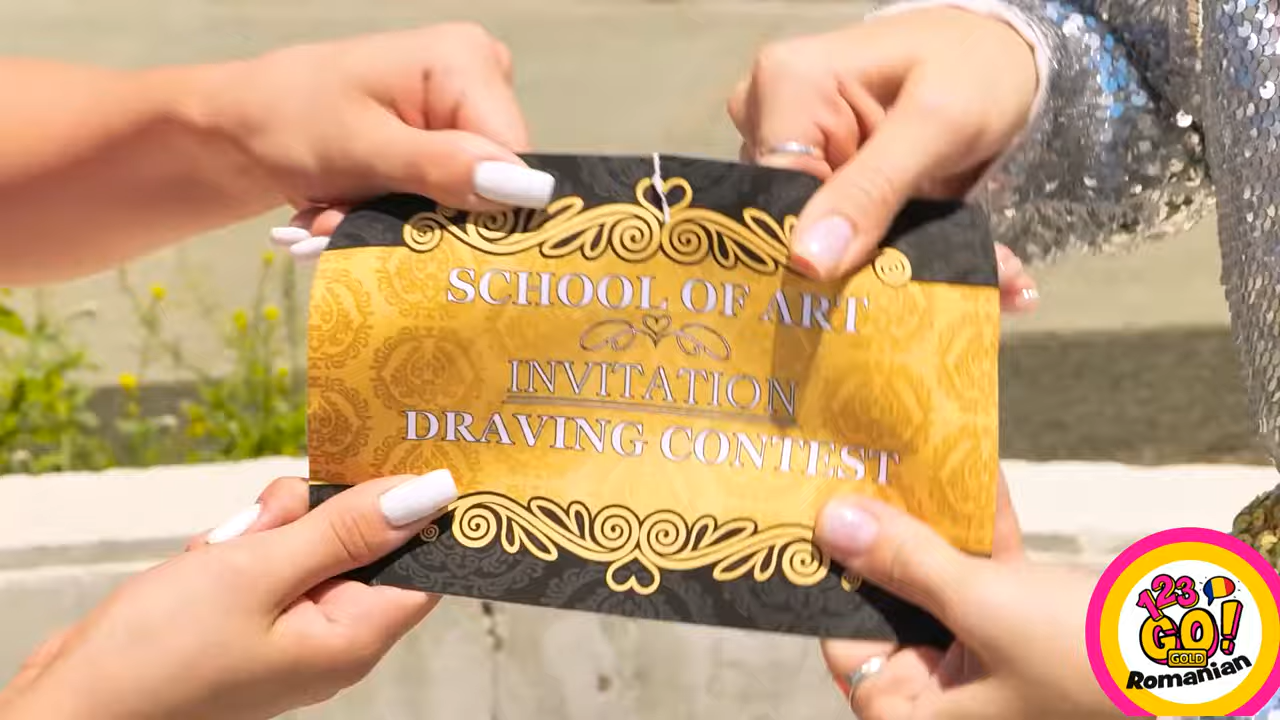 SCHOOL OF ART
INVITATION
DRAVING CONTEST
123
GO!
GOLD
Romanian